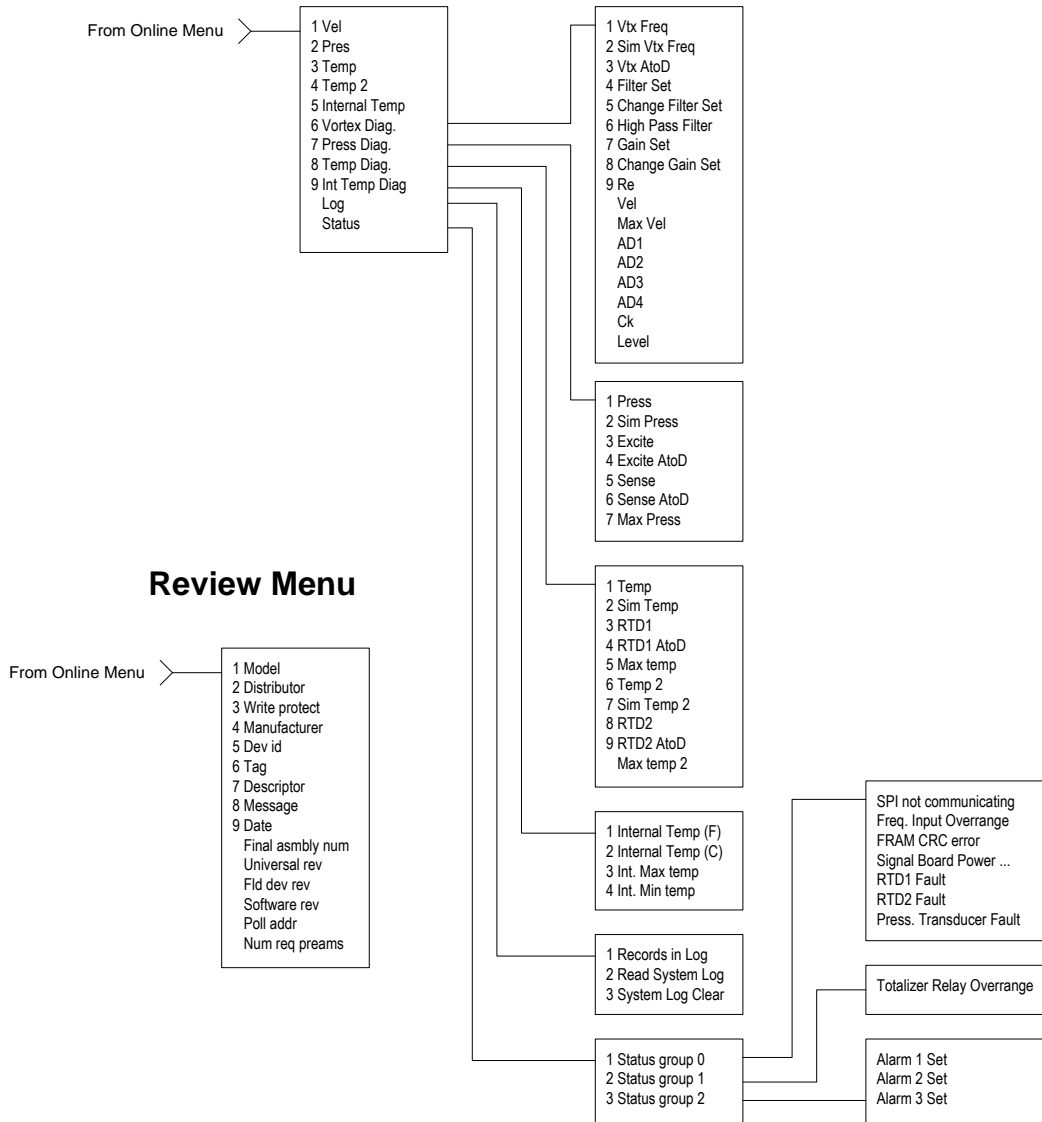 From Online Menu
1 Vel
2 Pres
3 Temp
4 Temp 2
5 Internal Temp
6 Vortex Diag.
7 Press Diag.
8 Temp Diag.
9 Int Temp Diag
Log
Status
1 Vtx Freq
2 Sim Vtx Freq
3 Vtx AtoD
4 Filter Set
5 Change Filter Set
6 High Pass Filter
7 Gain Set
8 Change Gain Set
9 Re
Vel
Max Vel
AD1
AD2
AD3
AD4
Ck
Level
1 Press
2 Sim Press
3 Excite
4 Excite AtoD
5 Sense
6 Sense AtoD
7 Max Press
1 Temp
2 Sim Temp
3 RTD1
4 RTD1 AtoD
5 Max temp
6 Temp 2
7 Sim Temp 2
8 RTD2
9 RTD2 AtoD
Max temp 2
1 Internal Temp (F)
2 Internal Temp (C)
3 Int. Max temp
4 Int. Min temp
1 Records in Log
2 Read System Log
3 System Log Clear
1 Status group 0
2 Status group 1
3 Status group 2
SPI not communicating
Freq. Input Overrange
FRAM CRC error
Signal Board Power ...
RTD1 Fault
RTD2 Fault
Press. Transducer Fault
Totalizer Relay Overrange
Alarm 1 Set
Alarm 2 Set
Alarm 3 Set
Review Menu
From Online Menu
1 Model
2 Distributor
3 Write protect
4 Manufacturer
5 Dev id
6 Tag
7 Descriptor
8 Message
9 Date
Final asmbly num
Universal rev
Fld dev rev
Software rev
Poll addr
Num req preams